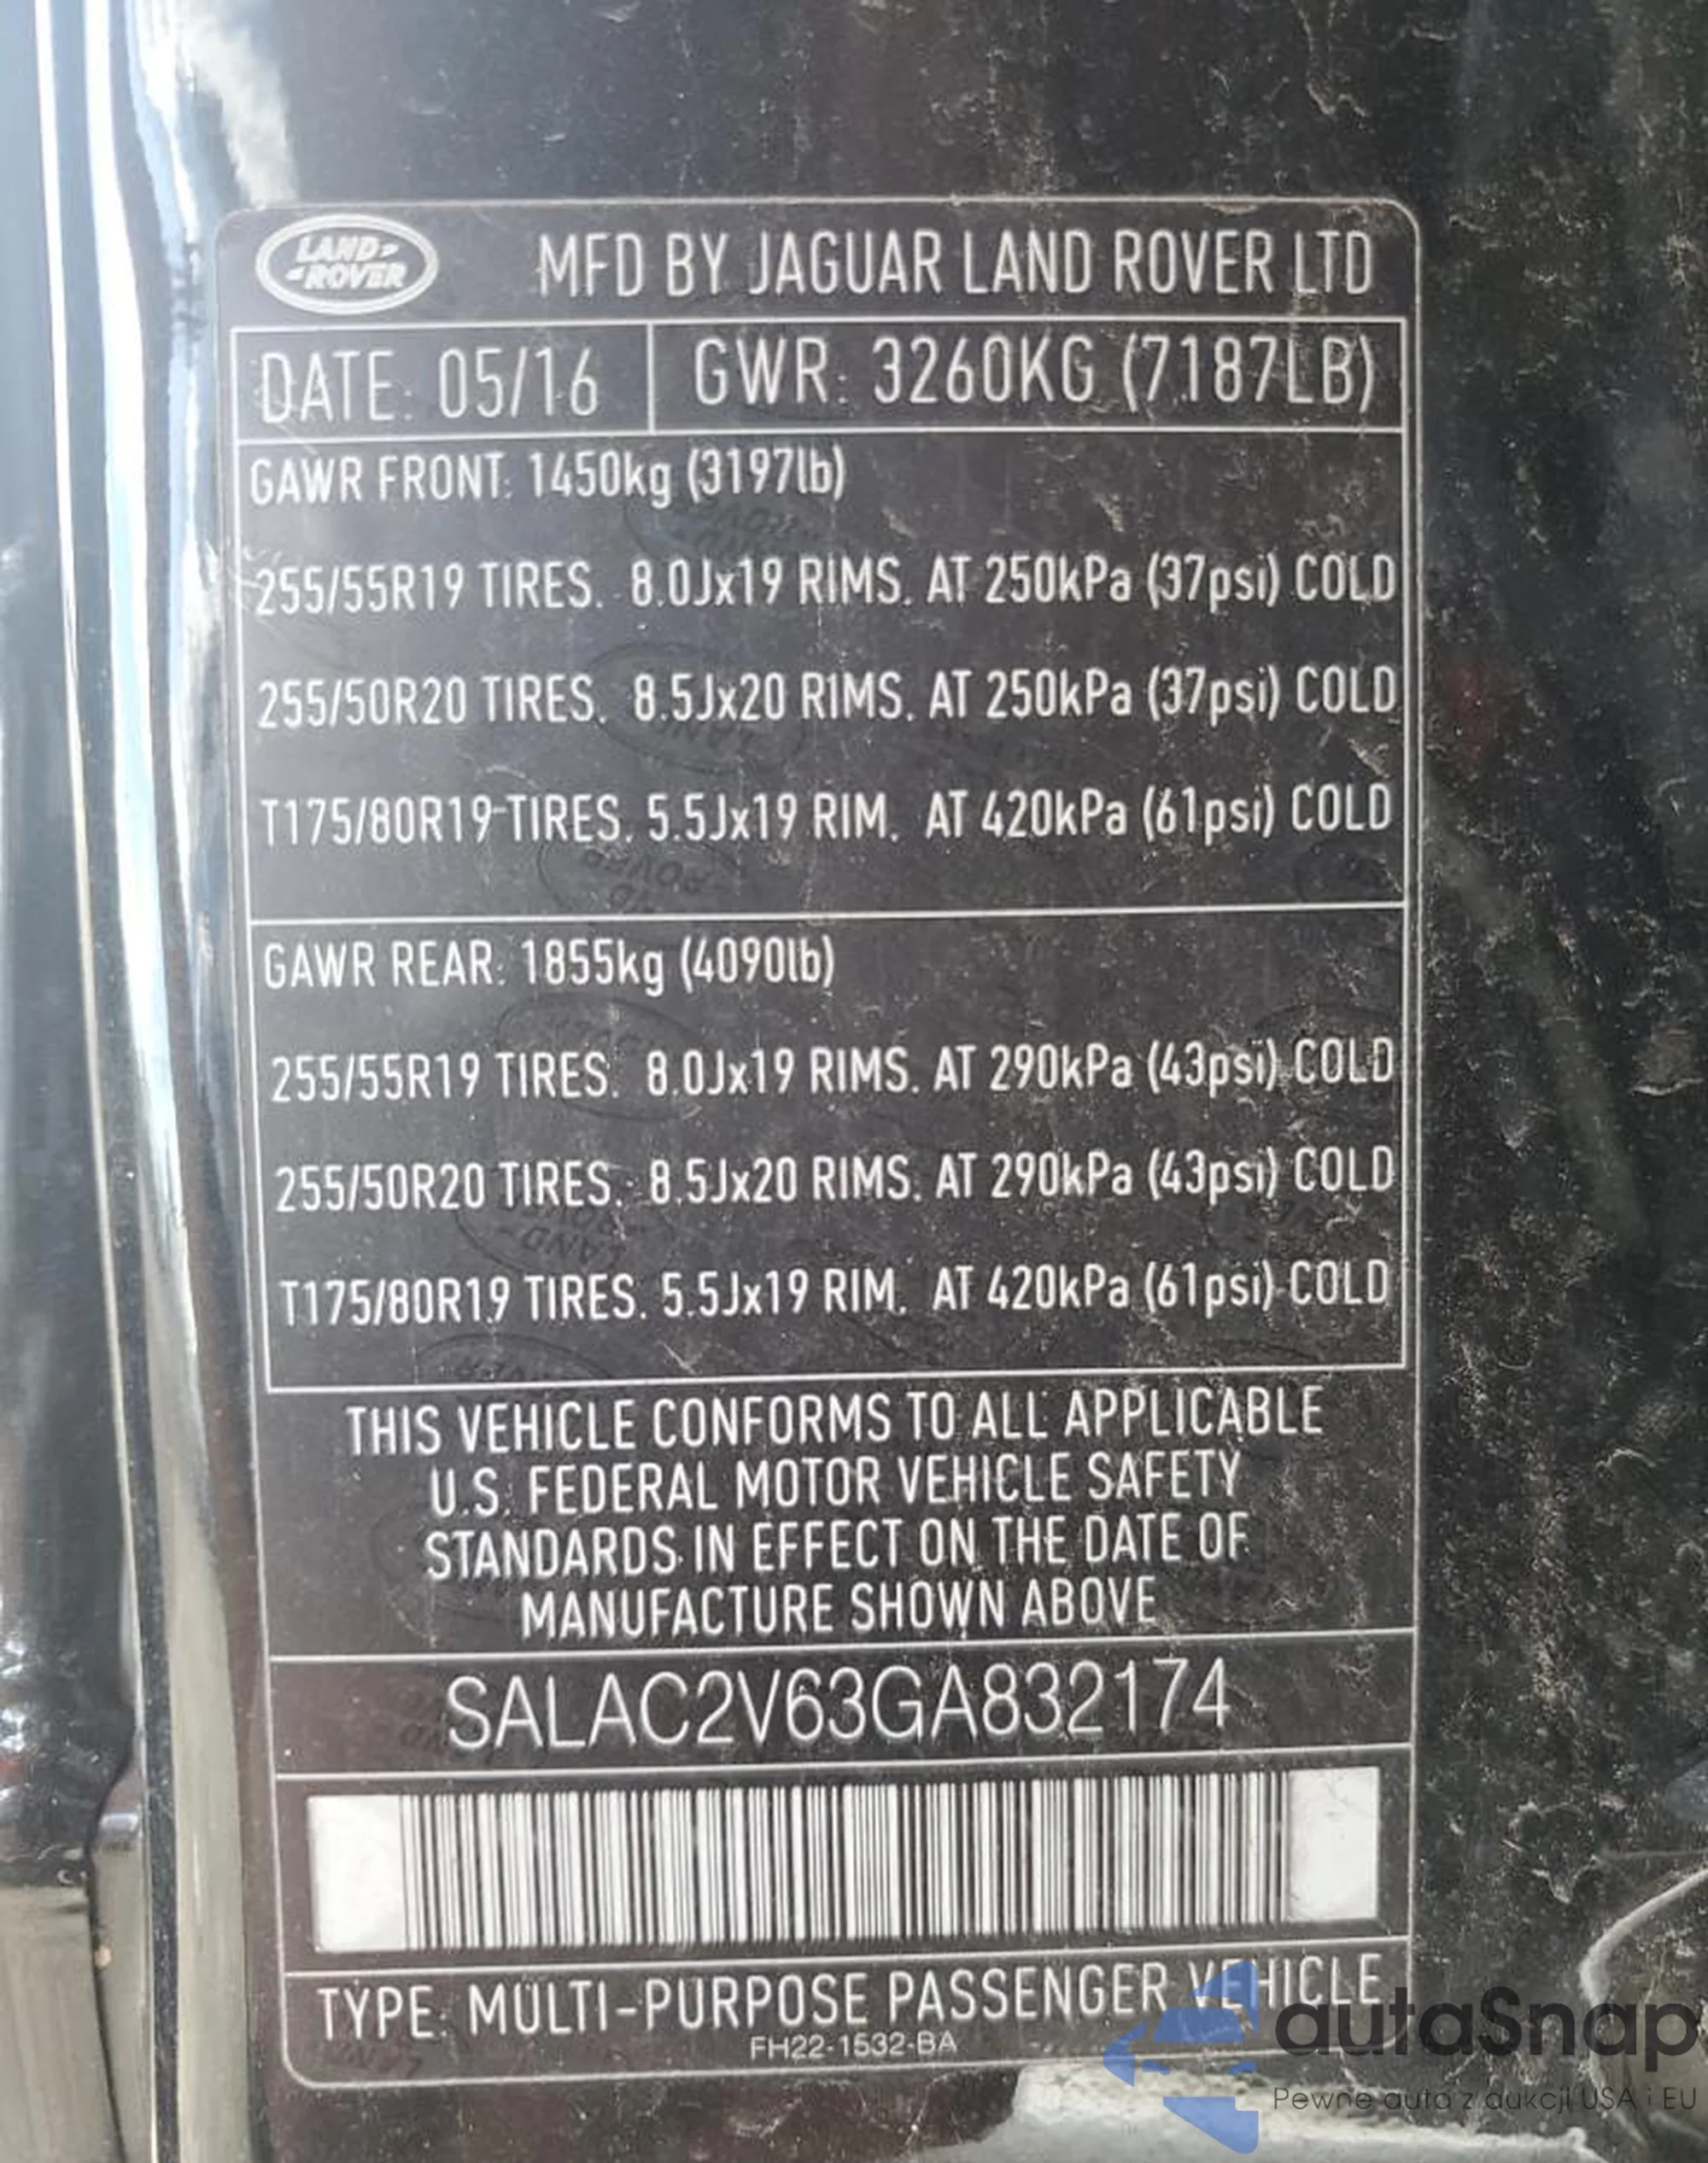 LAND ROVER
MFD BY JAGUAR LAND ROVER LTD
DATE: 05/16
GWR: 3260KG (7187LB)
GAWR FRONT: 1450kg (3197lb)
255/55R19 TIRES. 8.0Jx19 RIMS. AT 250kPa (37psi) COLD
255/50R20 TIRES. 8.5Jx20 RIMS. AT 250kPa (37psi) COLD
T175/80R19 TIRES. 5.5Jx19 RIM. AT 420kPa (61psi) COLD
GAWR REAR: 1855kg (4090lb)
255/55R19 TIRES. 8.0Jx19 RIMS. AT 290kPa (43psi) COLD
255/50R20 TIRES. 8.5Jx20 RIMS. AT 290kPa (43psi) COLD
T175/80R19 TIRES. 5.5Jx19 RIM. AT 420kPa (61psi) COLD
THIS VEHICLE CONFORMS TO ALL APPLICABLE
U.S. FEDERAL MOTOR VEHICLE SAFETY
STANDARDS IN EFFECT ON THE DATE OF
MANUFACTURE SHOWN ABOVE
SALAC2V63GA832174
TYPE: MULTI-PURPOSE PASSENGER VEHICLE
FH22-1532-BA
autaSnap
Pewne auta z aukcji USA i EU